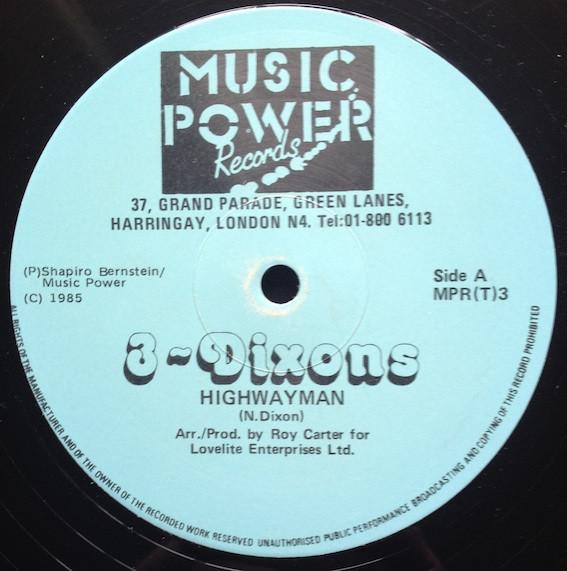 MUSIC
POWER
Records
37, GRAND PARADE, GREEN LANES,
HARRINGAY, LONDON N4. Tel:01-800 6113
(P)Shapiro Bernstein/
Music Power
(C) 1985
Side A
MPR(T)3
3~Dixons
HIGHWAYMAN
(N.Dixon)
Arr./Prod. by Roy Carter for
Lovelite Enterprises Ltd.
ALL RIGHTS OF THE MANUFACTURER AND OF THE OWNER OF THE RECORDED WORK RESERVED UNAUTHORISED PUBLIC PERFORMANCE BROADCASTING AND COPYING OF THIS RECORD PROHIBITED